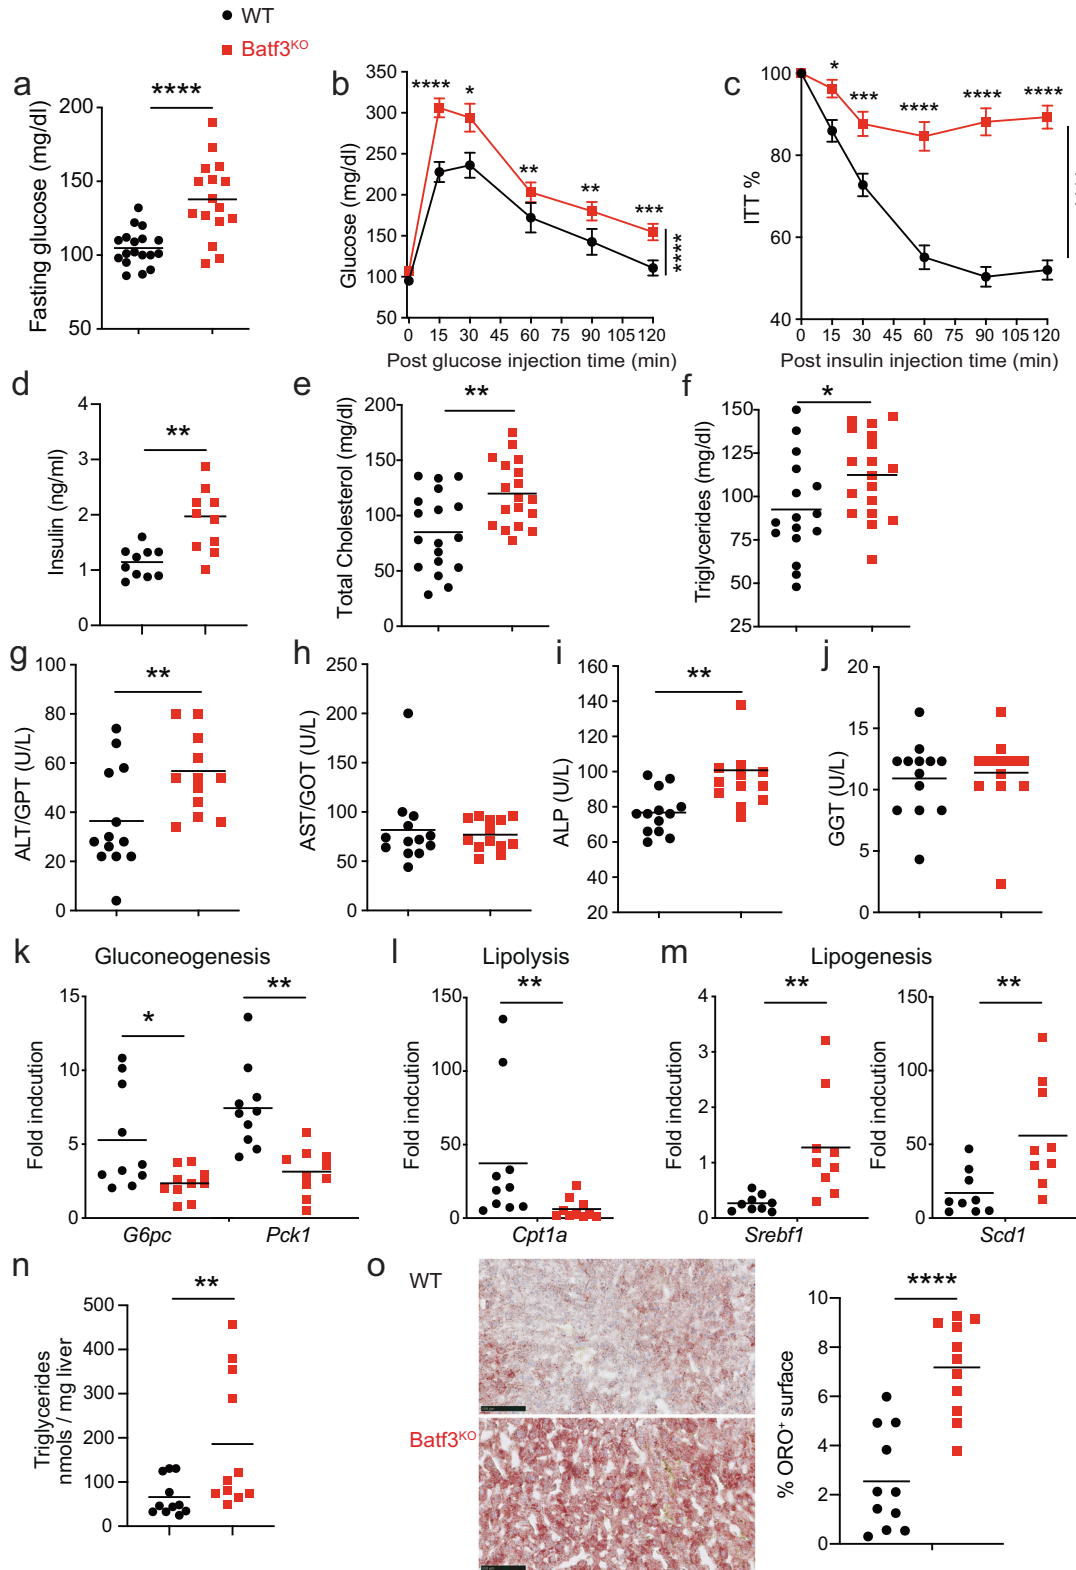 WT
Batf3KO
a
****
Fasting glucose (mg/dl)
200
150
100
50
b
Glucose (mg/dl)
350
300
250
200
150
100
50
****
*
**
**
***
****
0 15 30 45 60 75 90 105 120
Post glucose injection time (min)
c
ITT %
100
80
60
40
*
***
****
****
****
0 15 30 45 60 75 90 105 120
Post insulin injection time (min)
d
Insulin (ng/ml)
4
3
2
1
0
**
e
Total Cholesterol (mg/dl)
200
150
100
50
0
**
f
Triglycerides (mg/dl)
150
125
100
75
50
25
*
g
ALT/GPT (U/L)
100
80
60
40
20
0
**
h
AST/GOT (U/L)
250
200
150
100
50
0
i
ALP (U/L)
160
140
120
100
80
60
40
20
**
j
GGT (U/L)
20
15
10
5
0
k
Gluconeogenesis
Fold indcution
15
10
5
0
*
**
G6pc
Pck1
l
Lipolysis
Fold indcution
150
100
50
0
**
Cpt1a
m
Lipogenesis
Fold indcution
4
3
2
1
0
**
Srebf1
Fold indcution
150
100
50
0
**
Scd1
n
Triglycerides
nmols / mg liver
500
400
300
200
100
0
**
o
WT
Batf3KO
% ORO+ surface
10
8
6
4
2
0
****